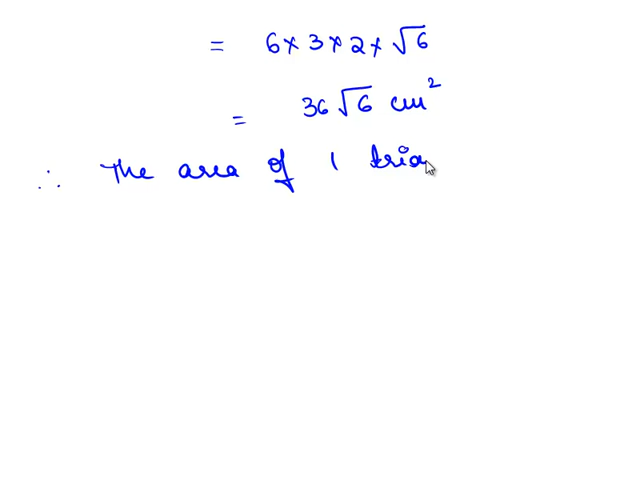 = 6 × 3 × 2 × √6
= 36 √6 cm²
∴ The area of 1 tria